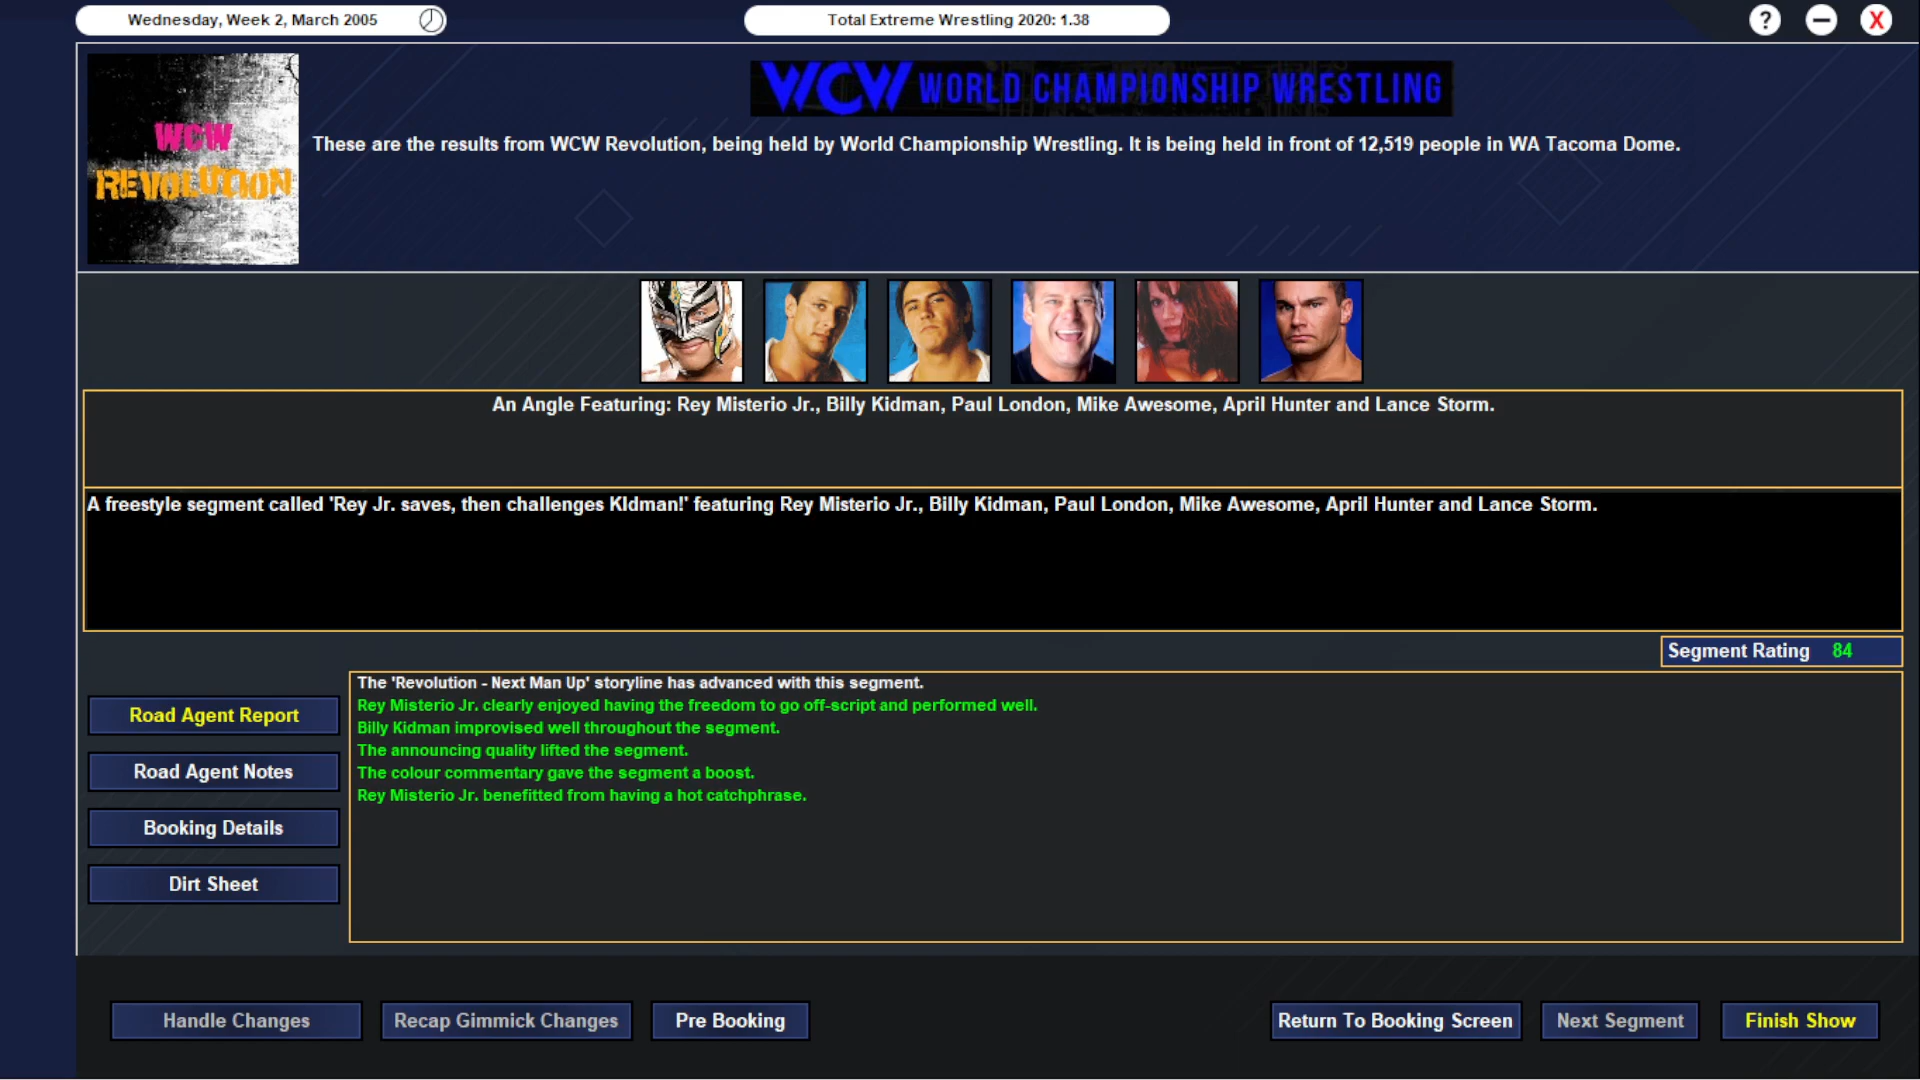 Wednesday, Week 2, March 2005
Total Extreme Wrestling 2020: 1.38
?
X
WCW WORLD CHAMPIONSHIP WRESTLING
WCW
REVOLUTION
These are the results from WCW Revolution, being held by World Championship Wrestling. It is being held in front of 12,519 people in WA Tacoma Dome.
An Angle Featuring: Rey Misterio Jr., Billy Kidman, Paul London, Mike Awesome, April Hunter and Lance Storm.
A freestyle segment called 'Rey Jr. saves, then challenges KIdman!' featuring Rey Misterio Jr., Billy Kidman, Paul London, Mike Awesome, April Hunter and Lance Storm.
Segment Rating 84
The 'Revolution - Next Man Up' storyline has advanced with this segment.
Rey Misterio Jr. clearly enjoyed having the freedom to go off-script and performed well.
Billy Kidman improvised well throughout the segment.
The announcing quality lifted the segment.
The colour commentary gave the segment a boost.
Rey Misterio Jr. benefitted from having a hot catchphrase.
Road Agent Report
Road Agent Notes
Booking Details
Dirt Sheet
Handle Changes
Recap Gimmick Changes
Pre Booking
Return To Booking Screen
Next Segment
Finish Show